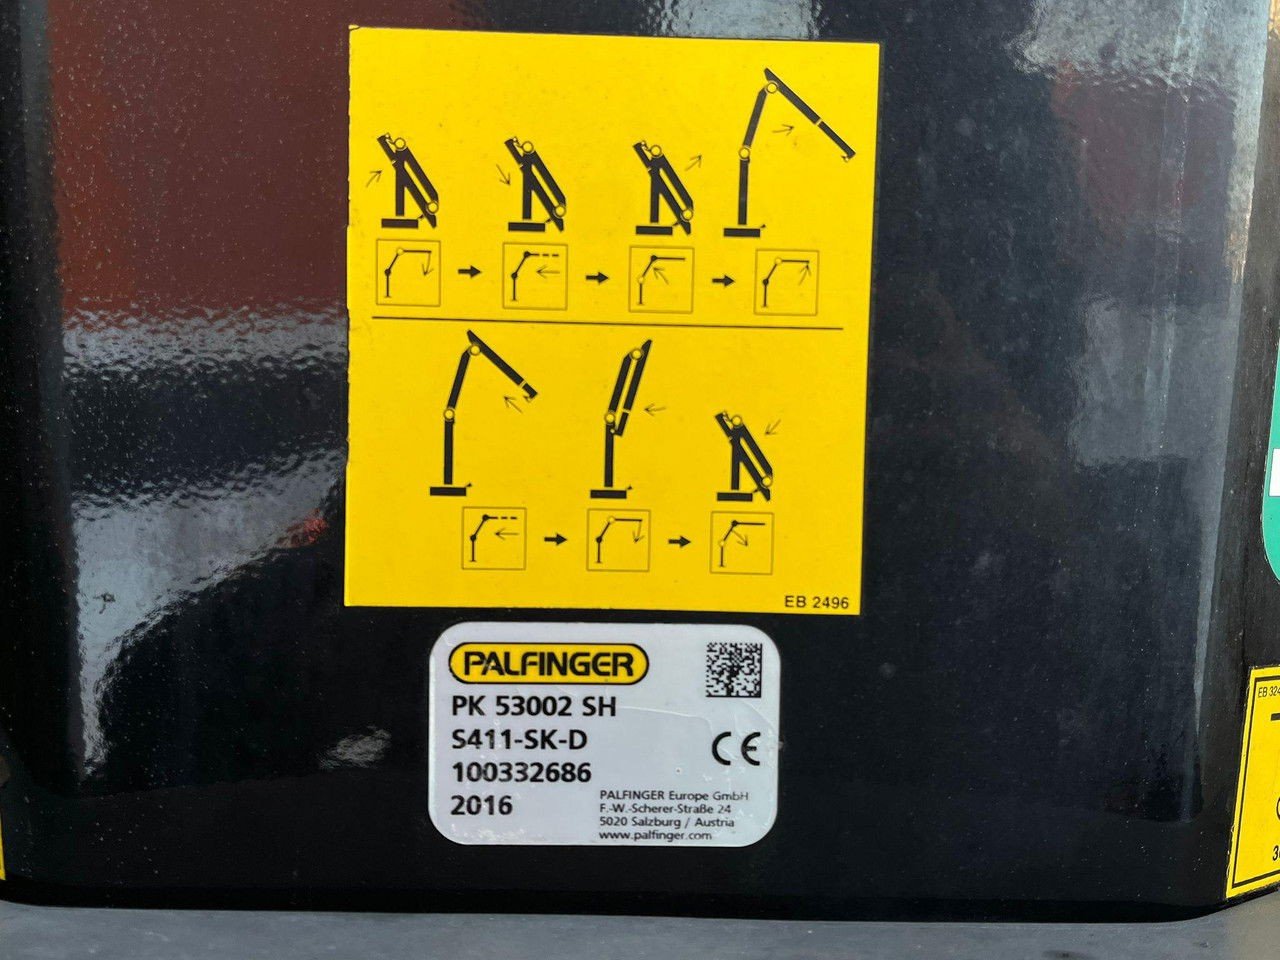 EB 2496
PALFINGER
PK 53002 SH
S411-SK-D
100332686
2016
CE
PALFINGER Europe GmbH
F.-W.-Scherer-Straße 24
5020 Salzburg / Austria
www.palfinger.com